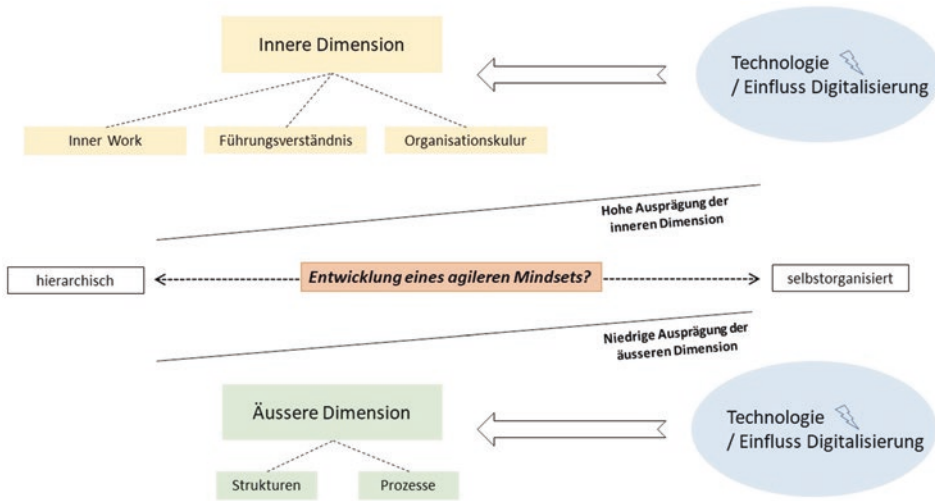 Innere Dimension
Technologie
/ Einfluss Digitalisierung
Inner Work
Führungsverständnis
Organisationskulur
Hohe Ausprägung der
inneren Dimension
hierarchisch
Entwicklung eines agileren Mindsets?
selbstorganisiert
Niedrige Ausprägung der
äusseren Dimension
Äussere Dimension
Technologie
/ Einfluss Digitalisierung
Strukturen
Prozesse